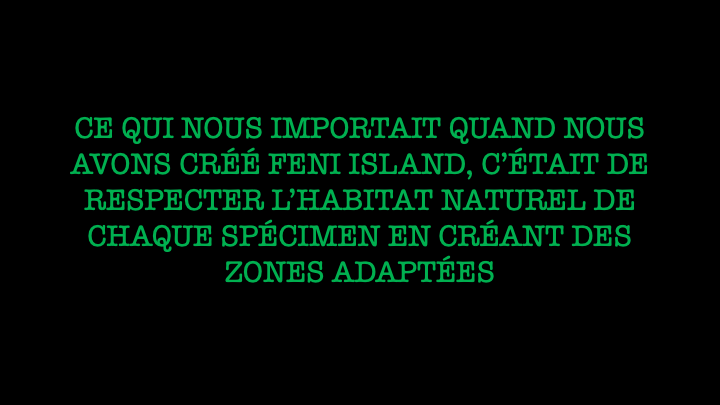 CE QUI NOUS IMPORTAIT QUAND NOUS
AVONS CRÉÉ FENI ISLAND, C’ÉTAIT DE
RESPECTER L’HABITAT NATUREL DE
CHAQUE SPÉCIMEN EN CRÉANT DES
ZONES ADAPTÉES